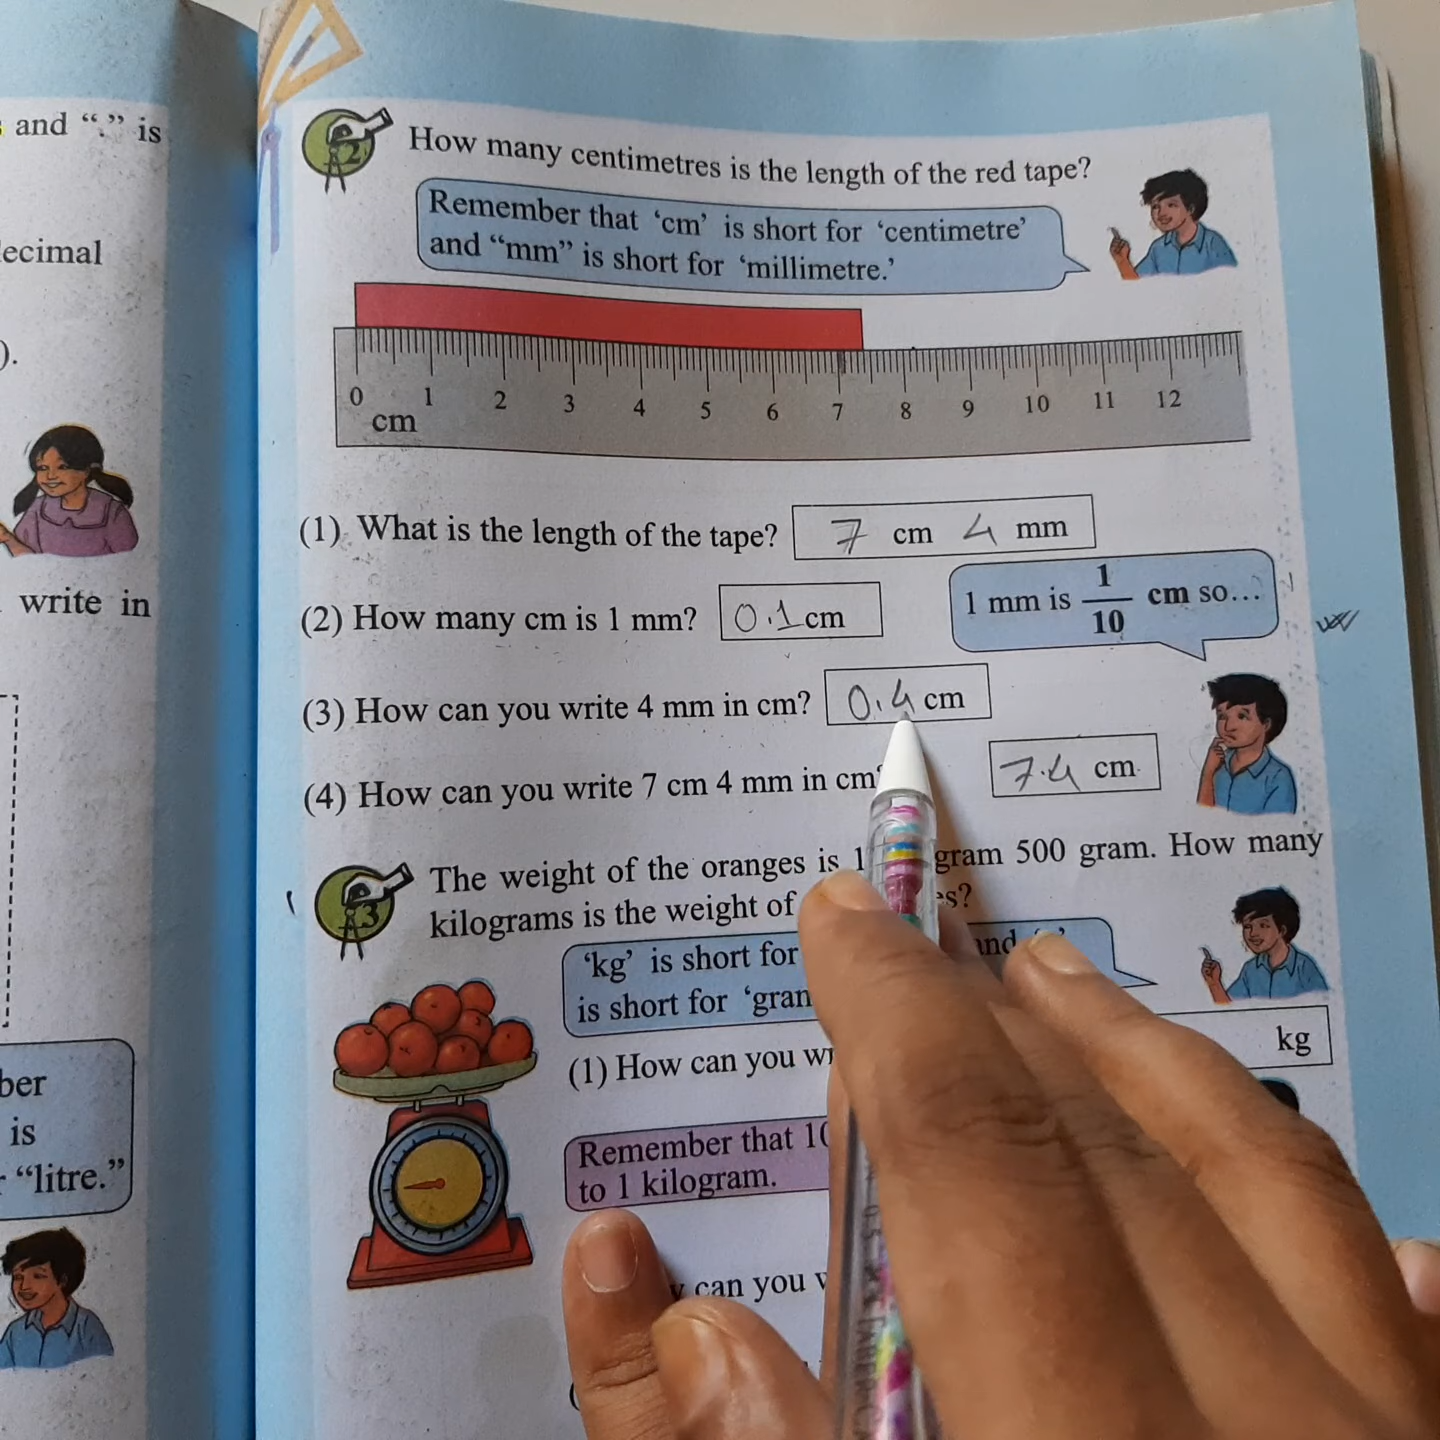 and “.” is
decimal
).
write in
is
“litre.”
2
How many centimetres is the length of the red tape?
Remember that ‘cm’ is short for ‘centimetre’
and “mm” is short for ‘millimetre.’
0 1 2 3 4 5 6 7 8 9 10 11 12
cm
(1) What is the length of the tape? 7 cm 4 mm
(2) How many cm is 1 mm? 0.1 cm
1 mm is 1/10 cm so...
(3) How can you write 4 mm in cm? 0.4 cm
(4) How can you write 7 cm 4 mm in cm 7.4 cm
3
The weight of the oranges is 1 gram 500 gram. How many
kilograms is the weight of
‘kg’ is short for and
is short for ‘gram
(1) How can you kg
Remember that
to 1 kilogram.
can you